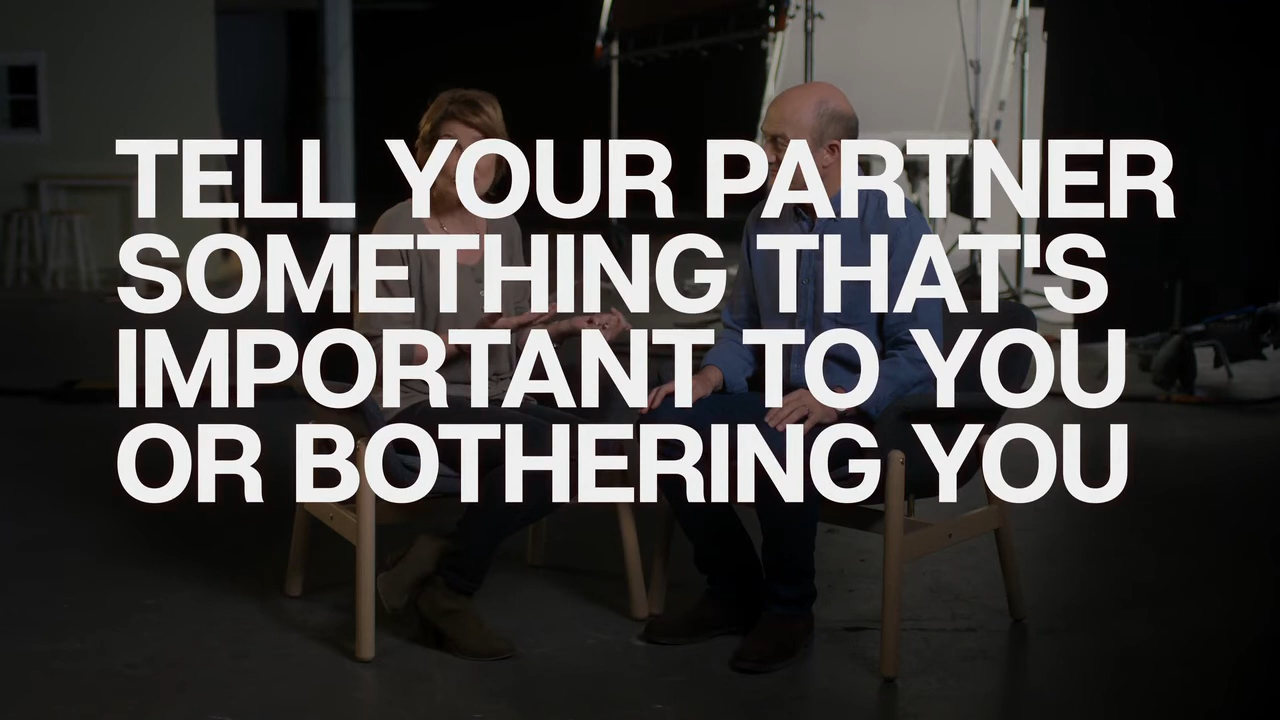 TELL YOUR PARTNER
SOMETHING THAT'S
IMPORTANT TO YOU
OR BOTHERING YOU